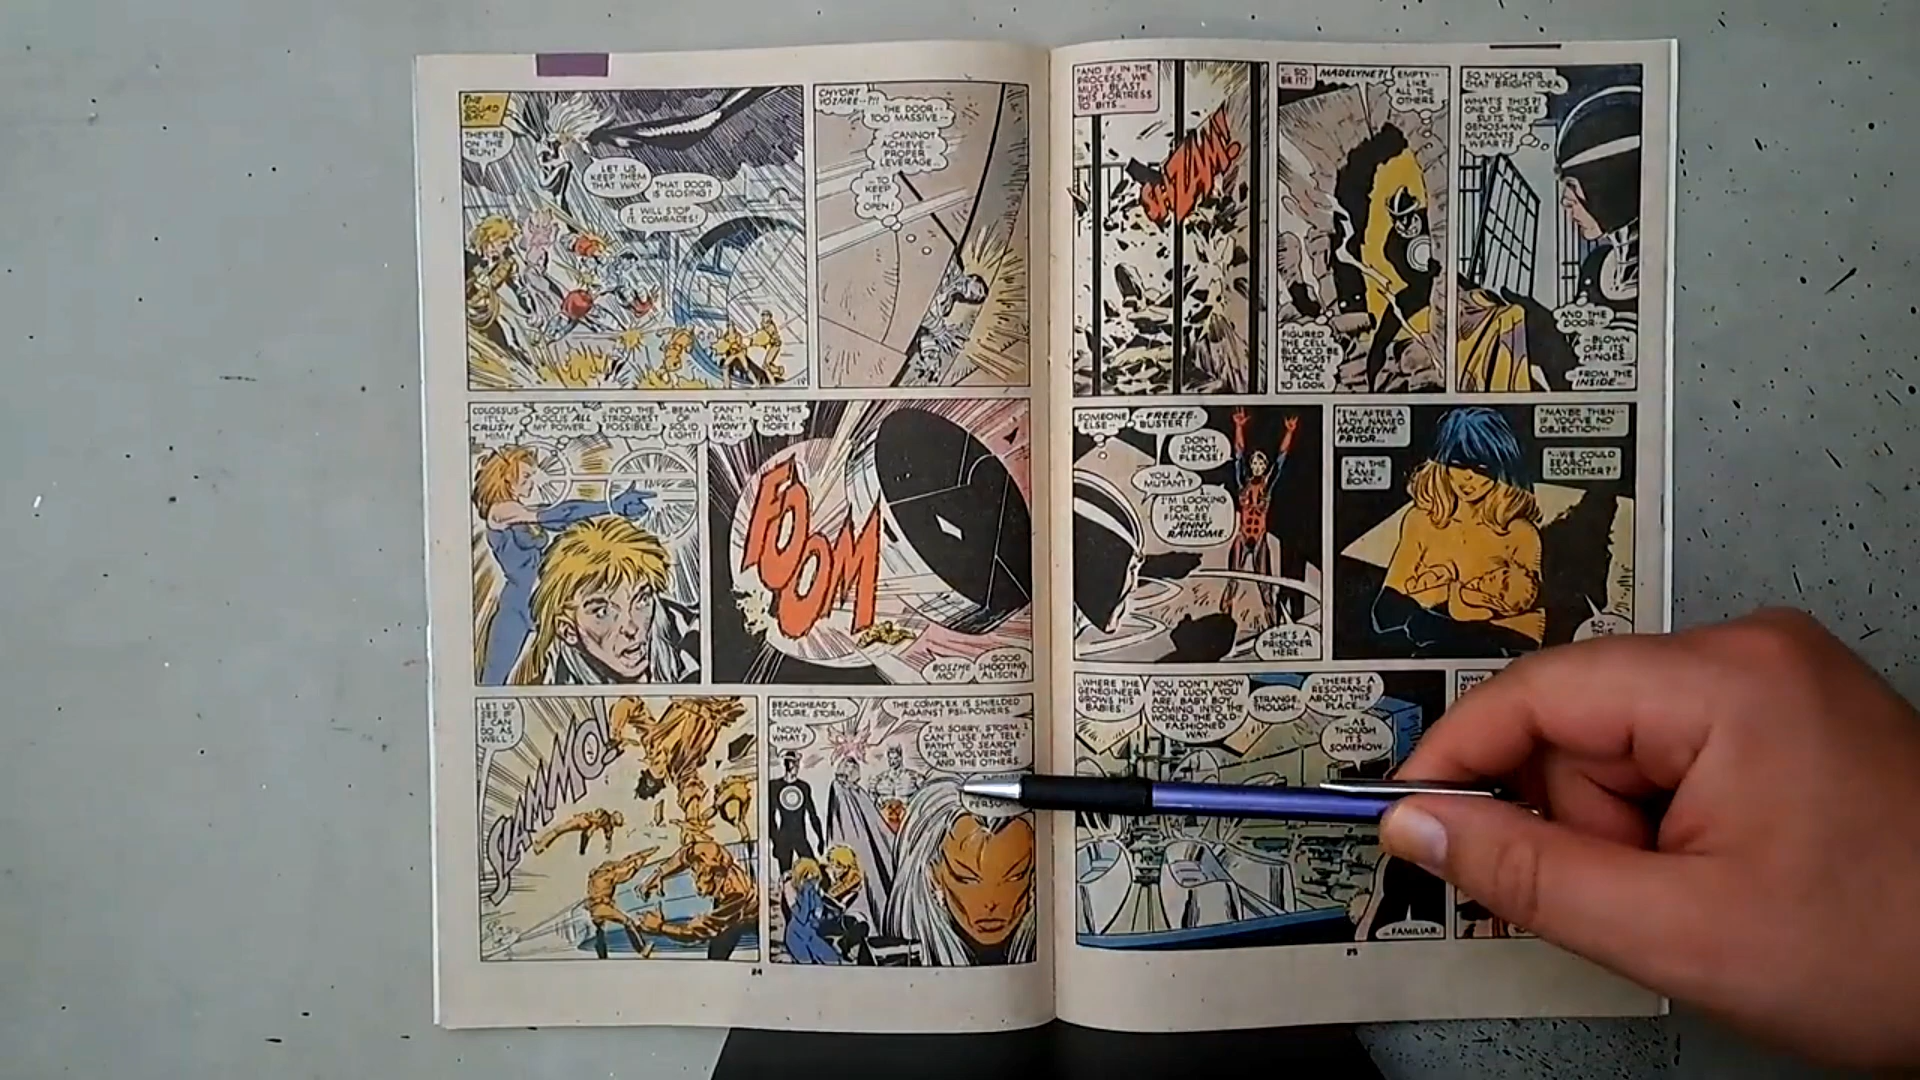 THE
SQUAD
BAY.
THEY'RE
ON THE
RUN!
LET US
KEEP THEM
THAT WAY.
THAT DOOR
IS CLOSING!
I WILL STOP
IT, COMRADES!
CHYORT
VOZMEE--?!!
THE DOOR--
TOO MASSIVE--
--CANNOT
ACHIEVE--
PROPER
LEVERAGE--
--TO
KEEP
IT
OPEN!
COLOSSUS--
IT'LL
CRUSH
HIM!
GOTTA
FOCUS ALL
MY POWER--
--INTO THE
STRONGEST
POSSIBLE--
--BEAM
OF
SOLID
LIGHT!
CAN'T
FAIL--
WON'T
FAIL--
--I'M HIS
ONLY
HOPE!
FOOOM
BOSZHE
MOI!
GOOD
SHOOTING,
ALISON!
LET US
SEE IF
I CAN
DO AS
WELL!
SLAMMO!
BEACHHEAD'S
SECURE, STORM.
NOW
WHAT?
THE COMPLEX IS SHIELDED
AGAINST PSI-POWERS.
I'M SORRY, STORM, I
CAN'T USE MY TELE-
PATHY TO SEARCH
FOR WOLVERINE
AND THE OTHERS.
24
"AND IF, IN THE
PROCESS, WE
MUST BLAST
THIS FORTRESS
TO BITS--
"--SO
BE IT!"
MADELYNE?!
EMPTY--
LIKE
ALL THE
OTHERS.
FIGURED
THE CELL
BLOCK'D BE
THE MOST
LOGICAL
PLACE
TO LOOK.
SO MUCH FOR
THAT BRIGHT IDEA.
WHAT'S THIS?!
ONE OF THOSE
SUITS THE
GENOSHAN
MUTANTS
WEAR??
AND THE
DOOR--
--BLOWN
OFF ITS
HINGES--
--FROM THE
INSIDE--
SOMEONE
ELSE--
--FREEZE,
BUSTER!
DON'T
SHOOT,
PLEASE!
YOU A
MUTANT?
I--
I'M LOOKING
FOR MY
FIANCEE,
JENNY
RANSOME.
SHE'S A
PRISONER
HERE.
"I'M AFTER A
LADY NAMED
MADELYNE
PRYOR...
"...IN THE
SAME
BOAT."
"MAYBE THEN--
IF YOU'VE NO
OBJECTION--
"--WE COULD
SEARCH
TOGETHER?"
SO--
...WHERE THE
GENEGINEER
GROWS HIS
BABIES.
YOU DON'T KNOW
HOW LUCKY YOU
ARE, BABY BOY,
COMING INTO THE
WORLD THE OLD-
FASHIONED
WAY.
STRANGE,
THOUGH...
THERE'S A
RESONANCE
ABOUT THIS
PLACE...
...AS
THOUGH
IT'S
SOMEHOW...
...FAMILIAR.
WHY
25